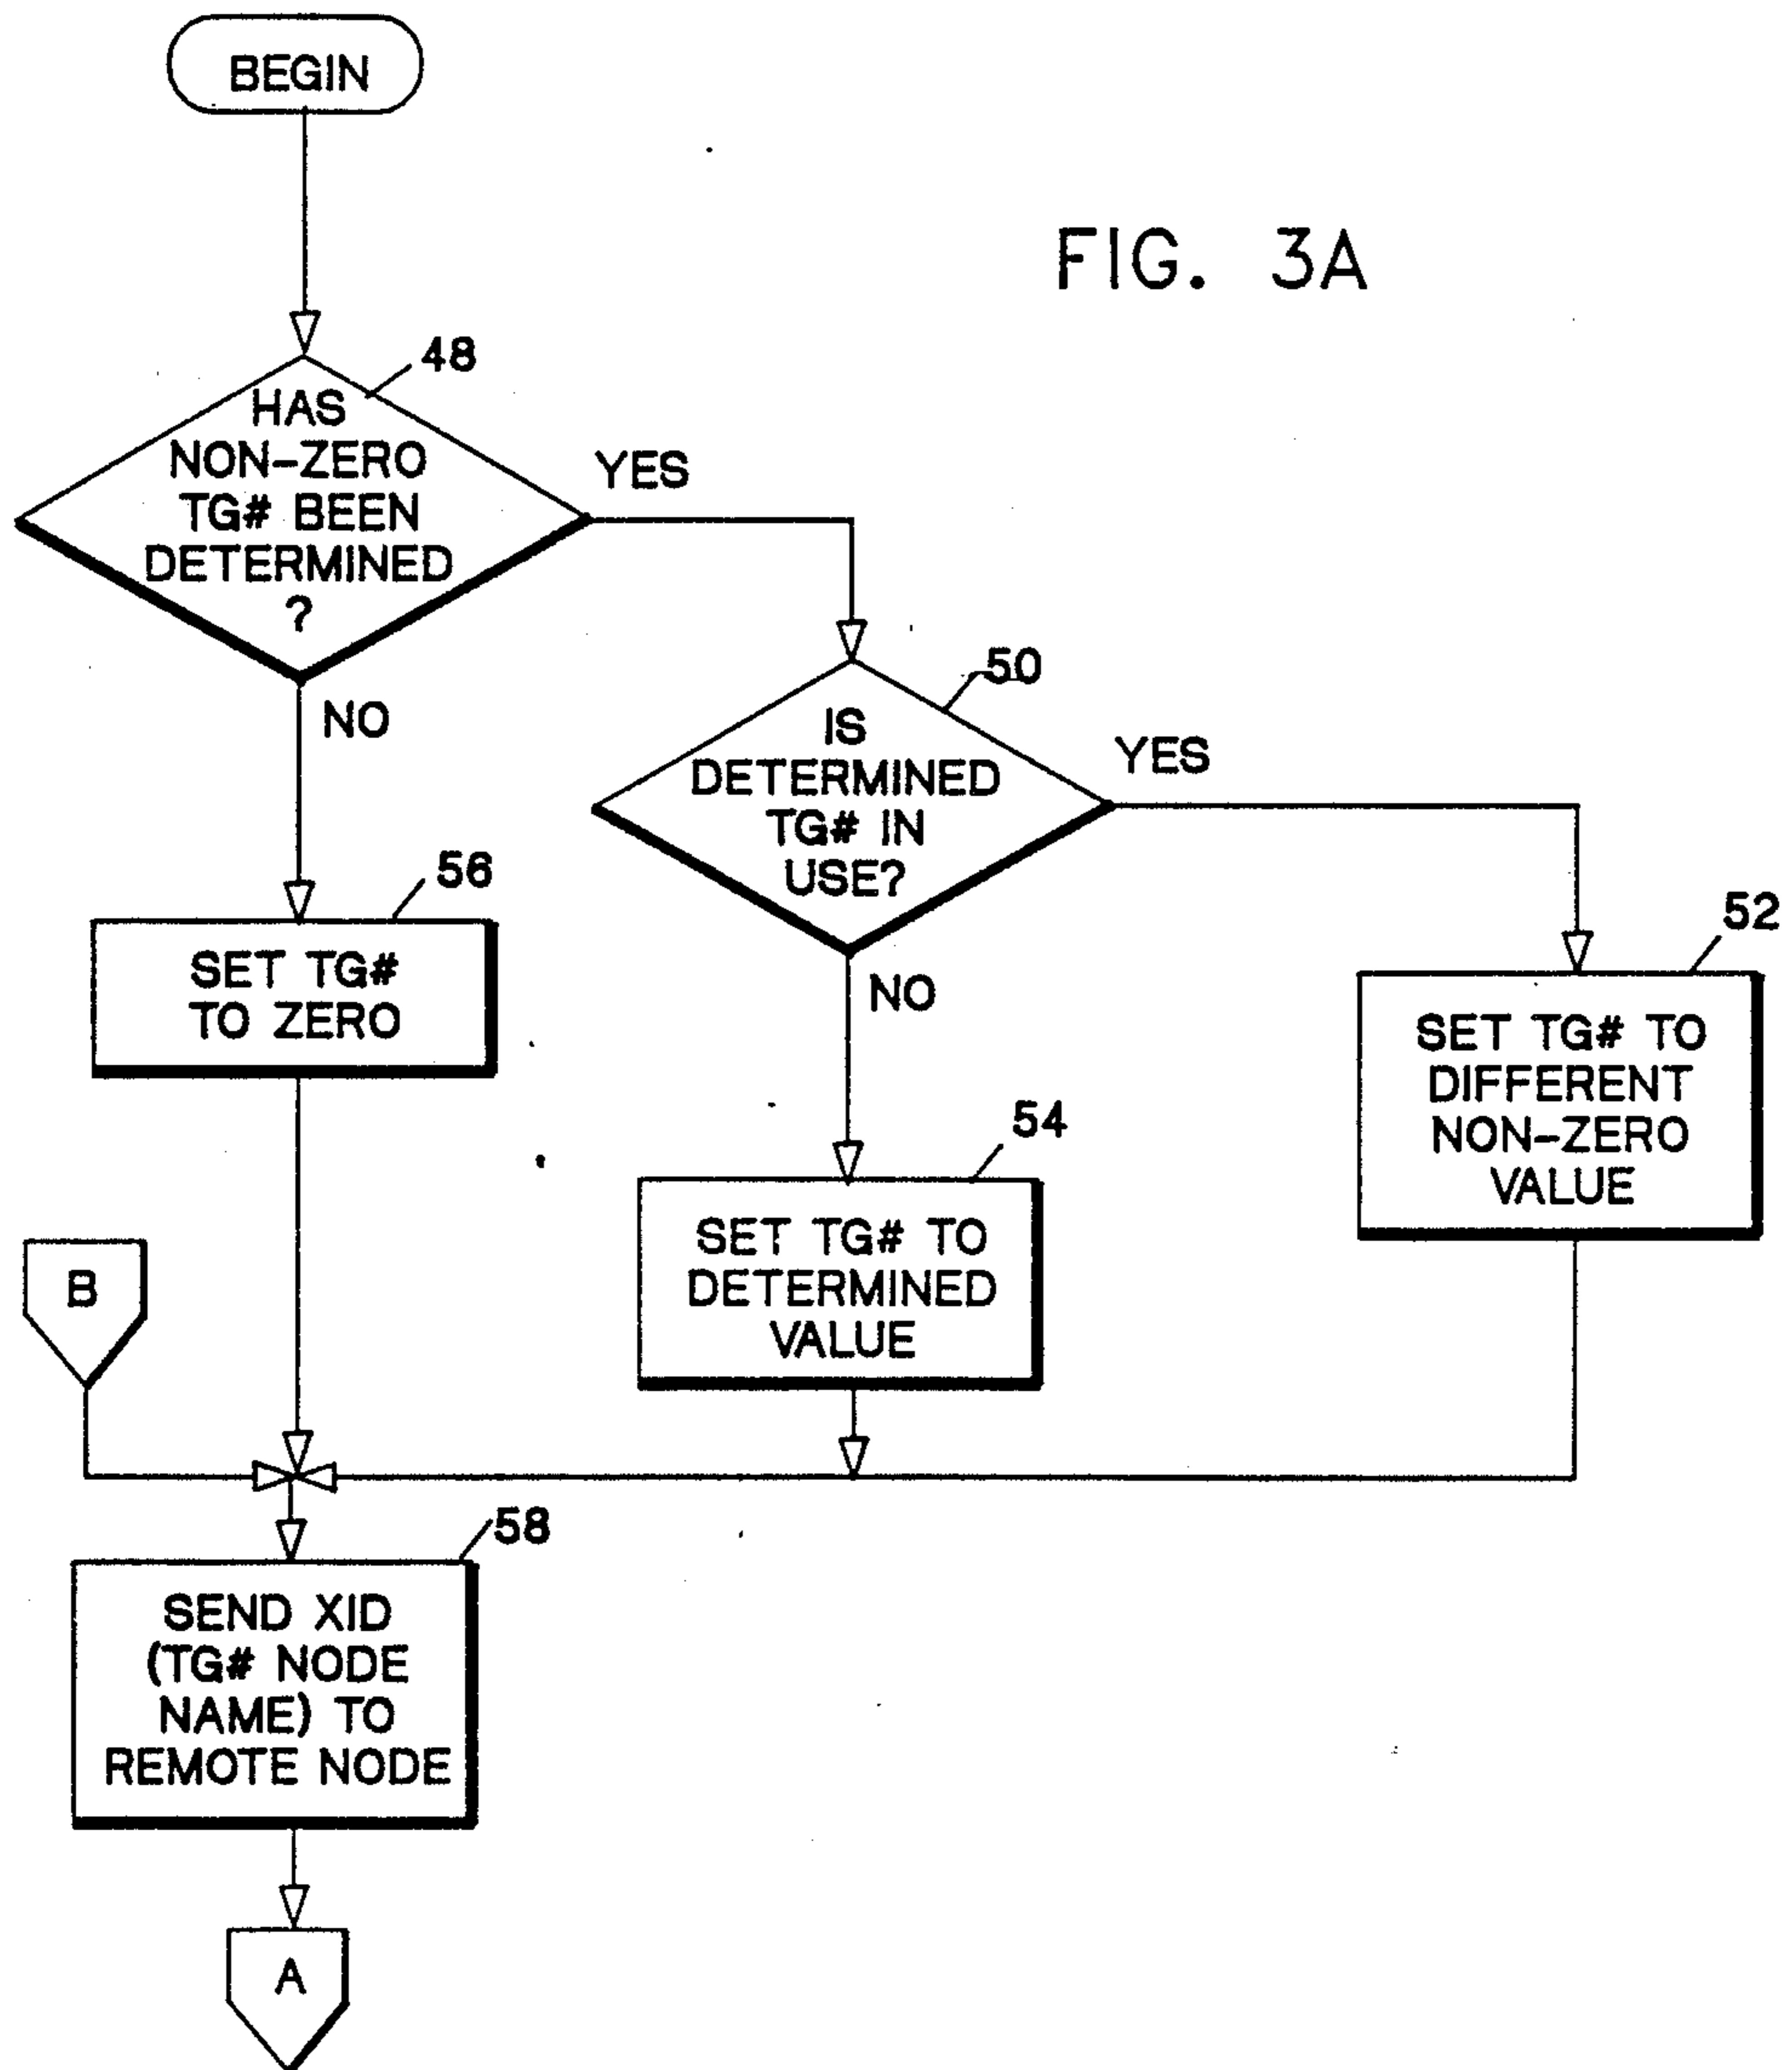 BEGIN
FIG. 3A
48
HAS
NON-ZERO
TG# BEEN
DETERMINED
?
YES
NO
50
IS
DETERMINED
TG# IN
USE?
YES
NO
56
SET TG#
TO ZERO
52
SET TG# TO
DIFFERENT
NON-ZERO
VALUE
54
SET TG# TO
DETERMINED
VALUE
B
58
SEND XID
(TG# NODE
NAME) TO
REMOTE NODE
A